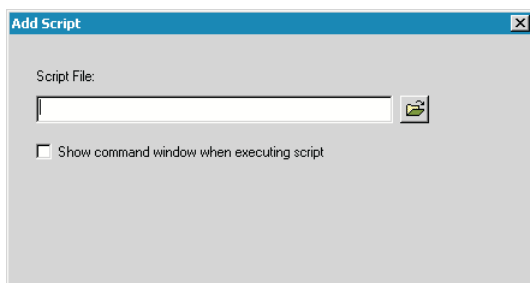 Add Script
Script File:
Show command window when executing script